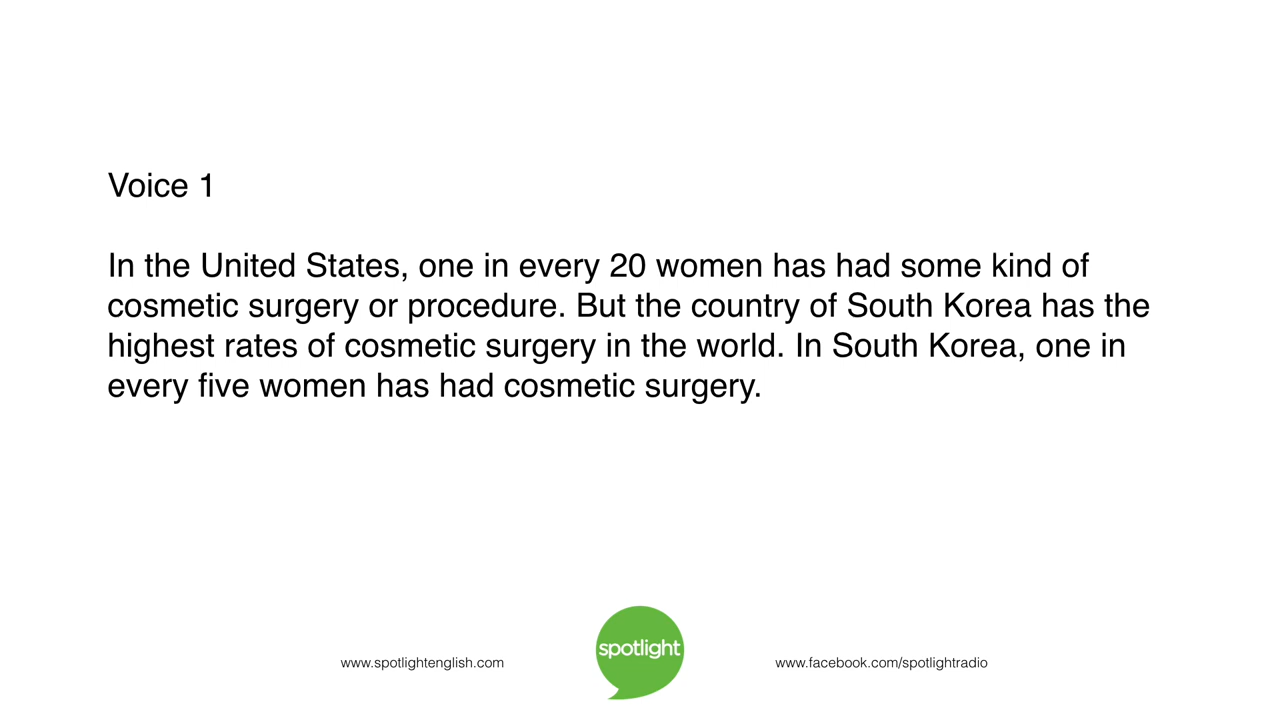 Voice 1
In the United States, one in every 20 women has had some kind of
cosmetic surgery or procedure. But the country of South Korea has the
highest rates of cosmetic surgery in the world. In South Korea, one in
every five women has had cosmetic surgery.
spotlight
www.spotlightenglish.com
www.facebook.com/spotlightradio